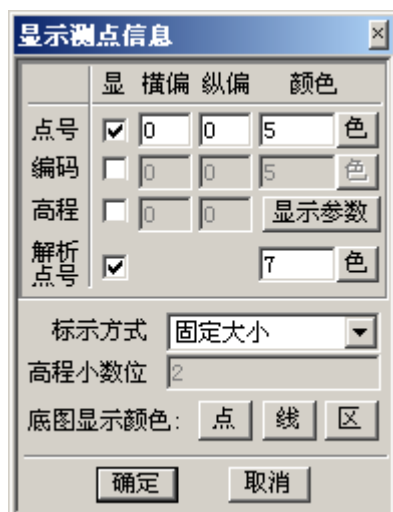 显示测点信息
显 横偏 纵偏 颜色
点号 0 0 5 色
编码 0 0 5 色
高程 0 0 显示参数
解析
点号 7 色
标示方式 固定大小
高程小数位 2
底图显示颜色: 点 线 区
确定 取消